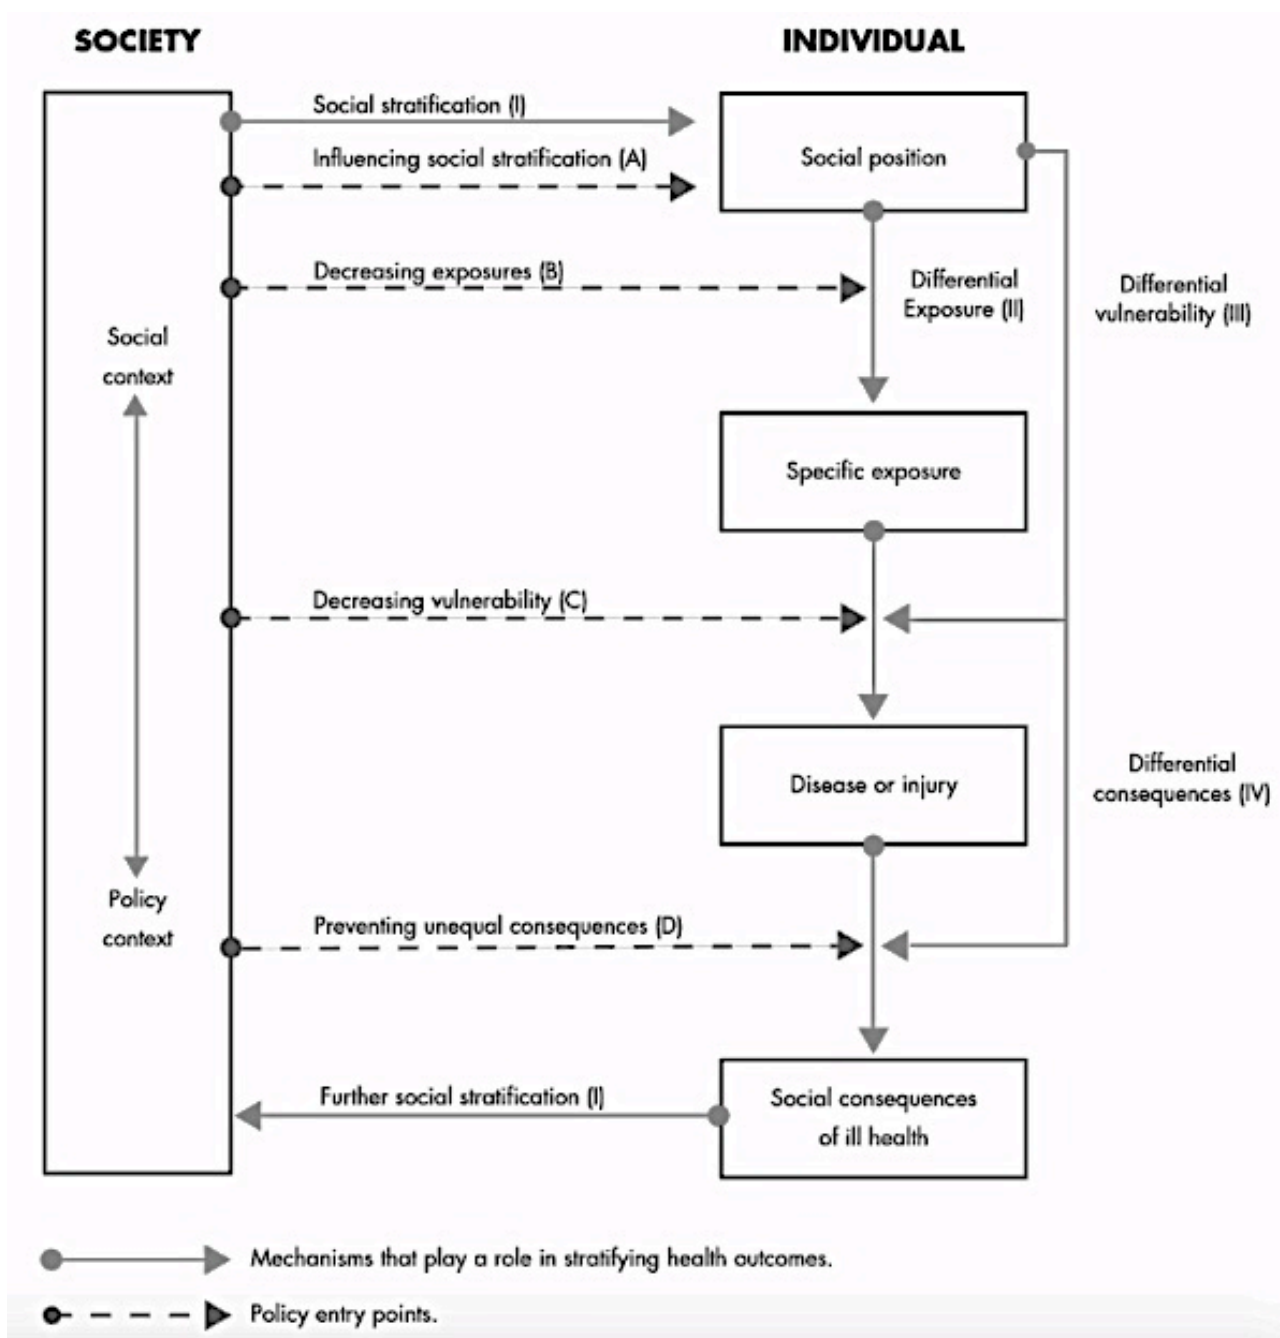 SOCIETY
INDIVIDUAL
Social stratification (I)
Influencing social stratification (A)
Social position
Decreasing exposures (B)
Differential
Exposure (II)
Differential
vulnerability (III)
Social
context
Specific exposure
Decreasing vulnerability (C)
Disease or injury
Differential
consequences (IV)
Policy
context
Preventing unequal consequences (D)
Further social stratification (I)
Social consequences
of ill health
Mechanisms that play a role in stratifying health outcomes.
Policy entry points.